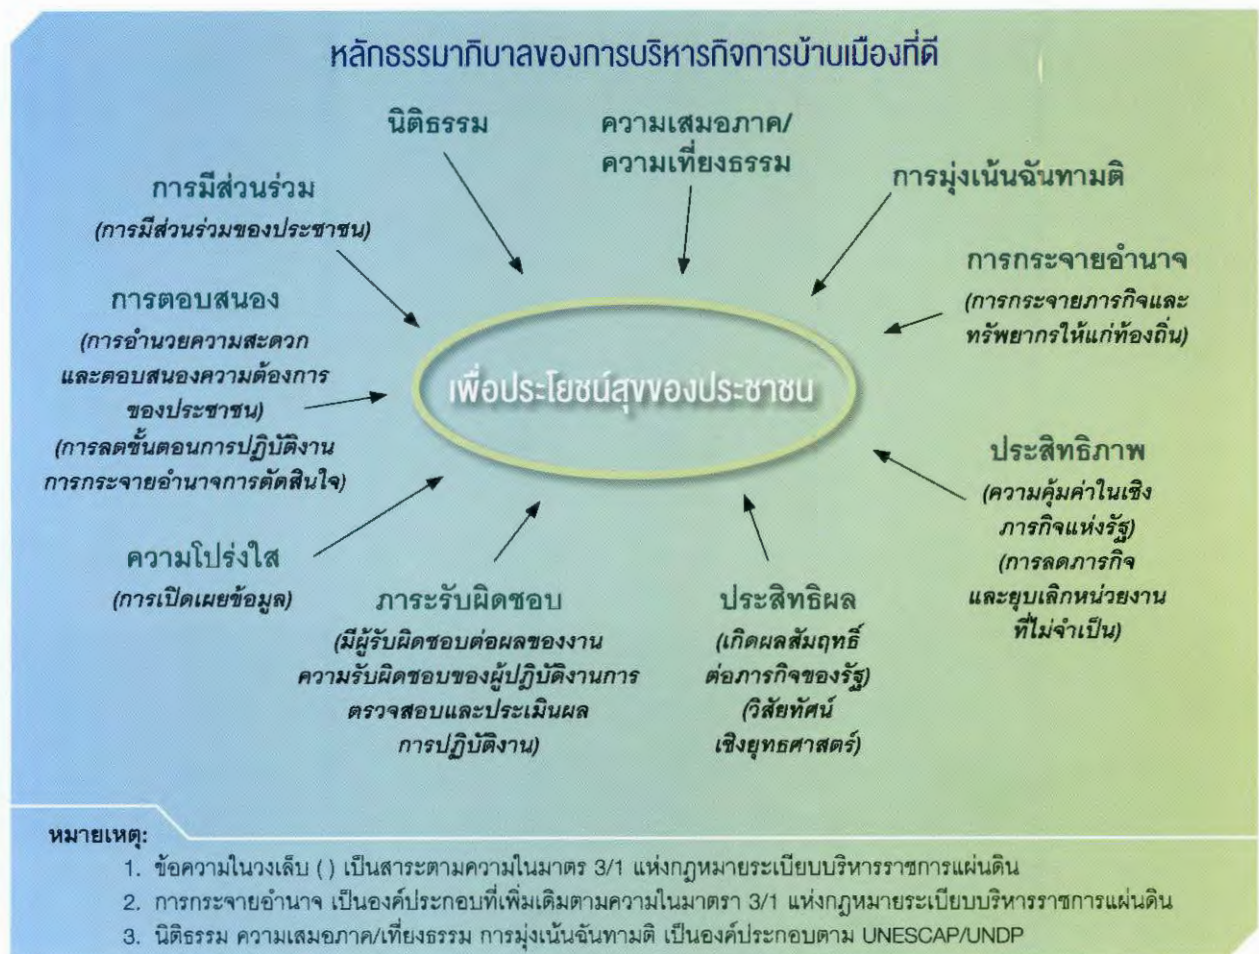 หลักธรรมาภิบาลของการบริหารกิจการบ้านเมืองที่ดี
นิติธรรม
ความเสมอภาค/
ความเที่ยงธรรม
การมุ่งเน้นฉันทามติ
การมีส่วนร่วม
(การมีส่วนร่วมของประชาชน)
การกระจายอำนาจ
(การกระจายภารกิจและ
ทรัพยากรให้แก่ท้องถิ่น)
การตอบสนอง
(การอำนวยความสะดวก
และตอบสนองความต้องการ
ของประชาชน)
(การลดขั้นตอนการปฏิบัติงาน
การกระจายอำนาจการตัดสินใจ)
เพื่อประโยชน์สุขของประชาชน
ประสิทธิภาพ
(ความคุ้มค่าในเชิง
ภารกิจแห่งรัฐ)
(การลดภารกิจ
และยุบเลิกหน่วยงาน
ที่ไม่จำเป็น)
ความโปร่งใส
(การเปิดเผยข้อมูล)
ภาระรับผิดชอบ
(มีผู้รับผิดชอบต่อผลของงาน
ความรับผิดชอบของผู้ปฏิบัติงานการ
ตรวจสอบและประเมินผล
การปฏิบัติงาน)
ประสิทธิผล
(เกิดผลสัมฤทธิ์
ต่อภารกิจของรัฐ)
(วิสัยทัศน์
เชิงยุทธศาสตร์)
หมายเหตุ:
1. ข้อความในวงเล็บ ( ) เป็นสาระตามความในมาตร 3/1 แห่งกฎหมายระเบียบบริหารราชการแผ่นดิน
2. การกระจายอำนาจ เป็นองค์ประกอบที่เพิ่มเติมตามความในมาตรา 3/1 แห่งกฎหมายระเบียบบริหารราชการแผ่นดิน
3. นิติธรรม ความเสมอภาค/เที่ยงธรรม การมุ่งเน้นฉันทามติ เป็นองค์ประกอบตาม UNESCAP/UNDP